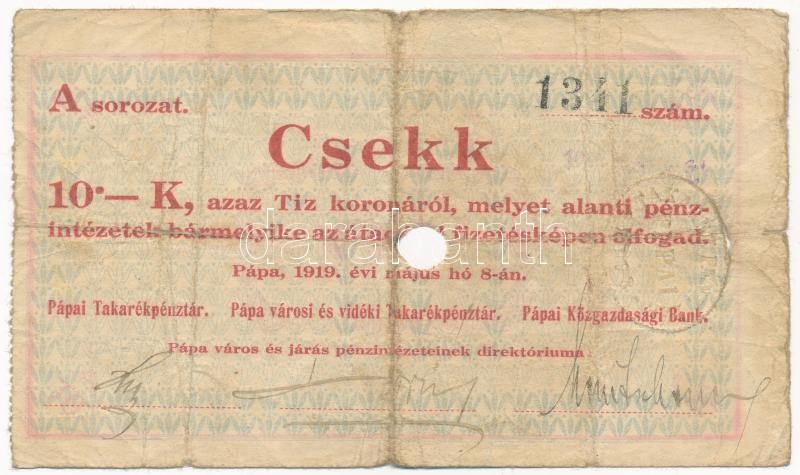 A sorozat. 1341 szám.
Csekk
10·— K, azaz Tiz koronáról, melyet alanti pénz-
intézetek bármelyike az fizetésképen elfogad.
Pápa, 1919. évi május hó 8-án.
Pápai Takarékpénztár. Pápa városi és vidéki Takarékpénztár. Pápai Közgazdasági Bank.
Pápa város és járás pénzintézeteinek direktóriuma
darabanth